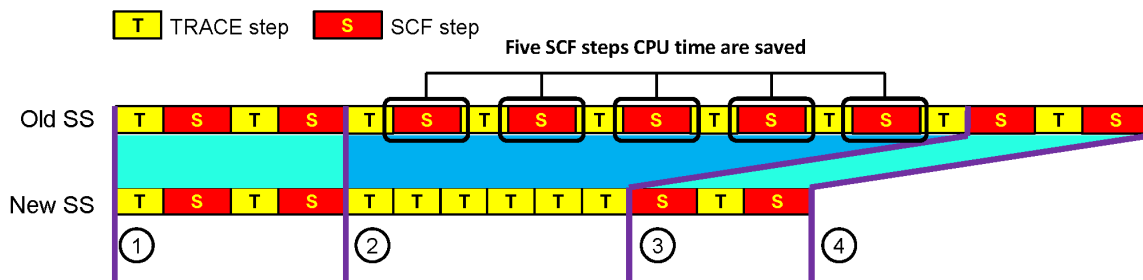 T TRACE step S SCF step
Five SCF steps CPU time are saved
Old SS T S T S T S T S T S T S T S T S T S
New SS T S T S T T T T T T S T S
1 2 3 4